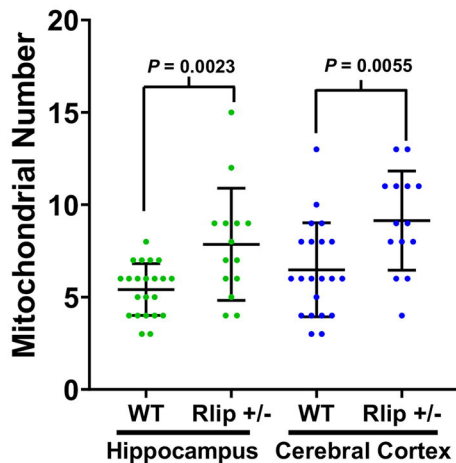 20
P = 0.0023
P = 0.0055
15
10
5
0
Mitochondrial Number
WT Rlip +/- WT Rlip +/-
Hippocampus Cerebral Cortex